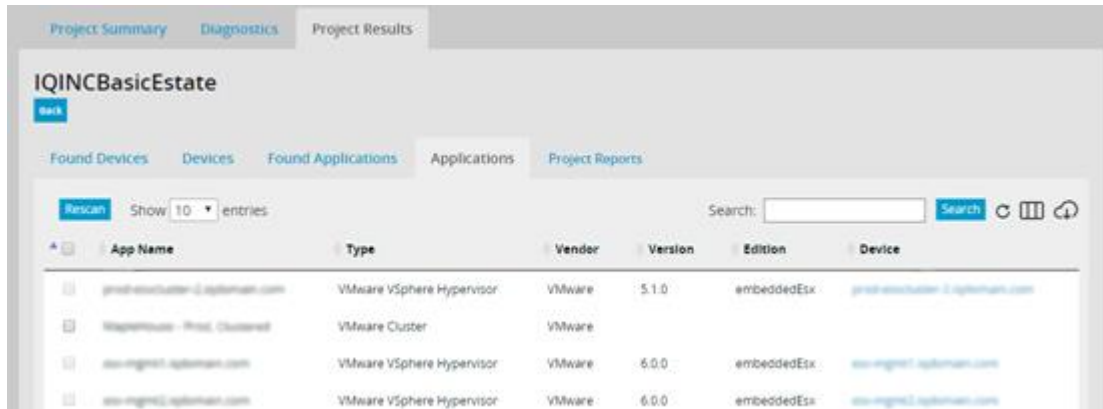 Project Summary Diagnostics Project Results
IQINCBasicEstate
Back
Found Devices Devices Found Applications Applications Project Reports
Rescan Show 10 entries Search: Search
App Name Type Vendor Version Edition Device
VMware VSphere Hypervisor VMware 5.1.0 embeddedEsx
VMware Cluster VMware
VMware VSphere Hypervisor VMware 6.0.0 embeddedEsx
VMware VSphere Hypervisor VMware 6.0.0 embeddedEsx